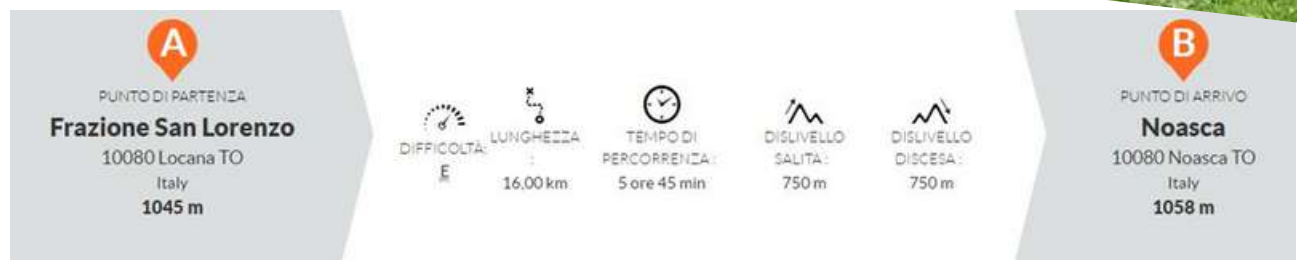 A
PUNTO DI PARTENZA
Frazione San Lorenzo
10080 Locana TO
Italy
1045 m
DIFFICOLTÀ:
E
LUNGHEZZA
:
16,00 km
TEMPO DI
PERCORRENZA :
5 ore 45 min
DISLIVELLO
SALITA :
750 m
DISLIVELLO
DISCESA :
750 m
B
PUNTO DI ARRIVO
Noasca
10080 Noasca TO
Italy
1058 m